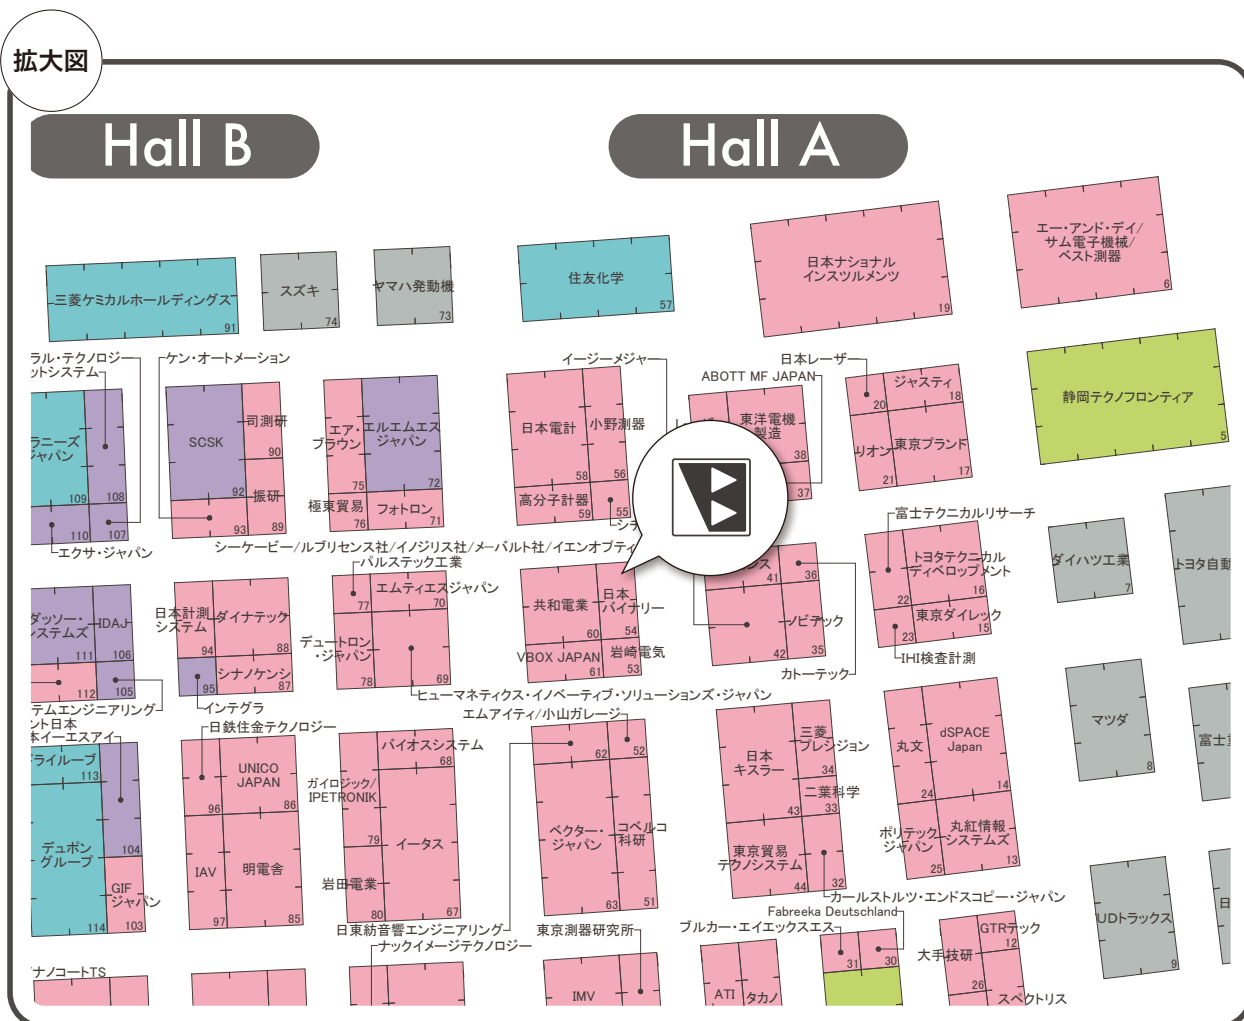 拡大図
Hall B
Hall A
三菱ケミカルホールディングス
91
スズキ
74
ヤマハ発動機
73
住友化学
57
日本ナショナル
インスツルメンツ
19
エー・アンド・デイ/
サム電子機械/
ベスト測器
6
静岡テクノフロンティア
5
ラル・テクノロジー
ットシステム
ケン・オートメーション
イージーメジャー
日本レーザー
ABOTT MF JAPAN
ラニーズ
ジャパン
109
108
110
107
エクサ・ジャパン
SCSK
92
司測研
90
振研
89
93
エア・
ブラウン
75
エルエムエス
ジャパン
72
極東貿易
76
フォトロン
71
日本電計
58
小野測器
56
高分子計器
59
55
シテ
東洋電機
製造
38
37
20
ジャスティ
18
リオン
21
東京プランド
17
シーケービー/ルブリセンス社/イノジリス社/メーバルト社/イエンオプティ
パルステック工業
富士テクニカルリサーチ
ダッソー・
システムズ
111
IDAJ
106
112
105
テムエンジニアリング
日本計測
システム
94
ダイナテック
88
95
シナノケンシ
87
インテグラ
77
エムティエスジャパン
70
デュートロン
・ジャパン
78
69
ヒューマネティクス・イノベーティブ・ソリューションズ・ジャパン
共和電業
60
日本
バイナリー
54
VBOX JAPAN
61
岩崎電気
53
ンス
41
36
42
ノビテック
35
カトーテック
22
トヨタテクニカル
ディベロップメント
16
23
東京ダイレック
15
IHI検査計測
ダイハツ工業
7
トヨタ自動
ント日本
本イーエスアイ
日鉄住金テクノロジー
エムアイティ/小山ガレージ
ドライルーブ
113
デュポン
グループ
114
104
GIF
ジャパン
103
96
UNICO
JAPAN
86
IAV
97
明電舎
85
バイオスシステム
68
ガイロジック/
IPETRONIK
79
イータス
67
岩田電業
80
日東紡音響エンジニアリング
62
52
ベクター・
ジャパン
63
コベルコ
科研
51
日本
キスラー
43
三菱
プレシジョン
34
二葉科学
33
東京貿易
テクノシステム
44
32
カールストルツ・エンドスコピー・ジャパン
丸文
24
dSPACE
Japan
14
ポリテック
ジャパン
25
丸紅情報
システムズ
13
マツダ
8
富士重
UDトラックス
9
日
ナノコートTS
ナックイメージテクノロジー
東京測器研究所
IMV
ブルカー・エイエックスエス
Fabreeka Deutschland
31
30
ATI
タカノ
大手技研
26
GTRテック
12
スペクトリス